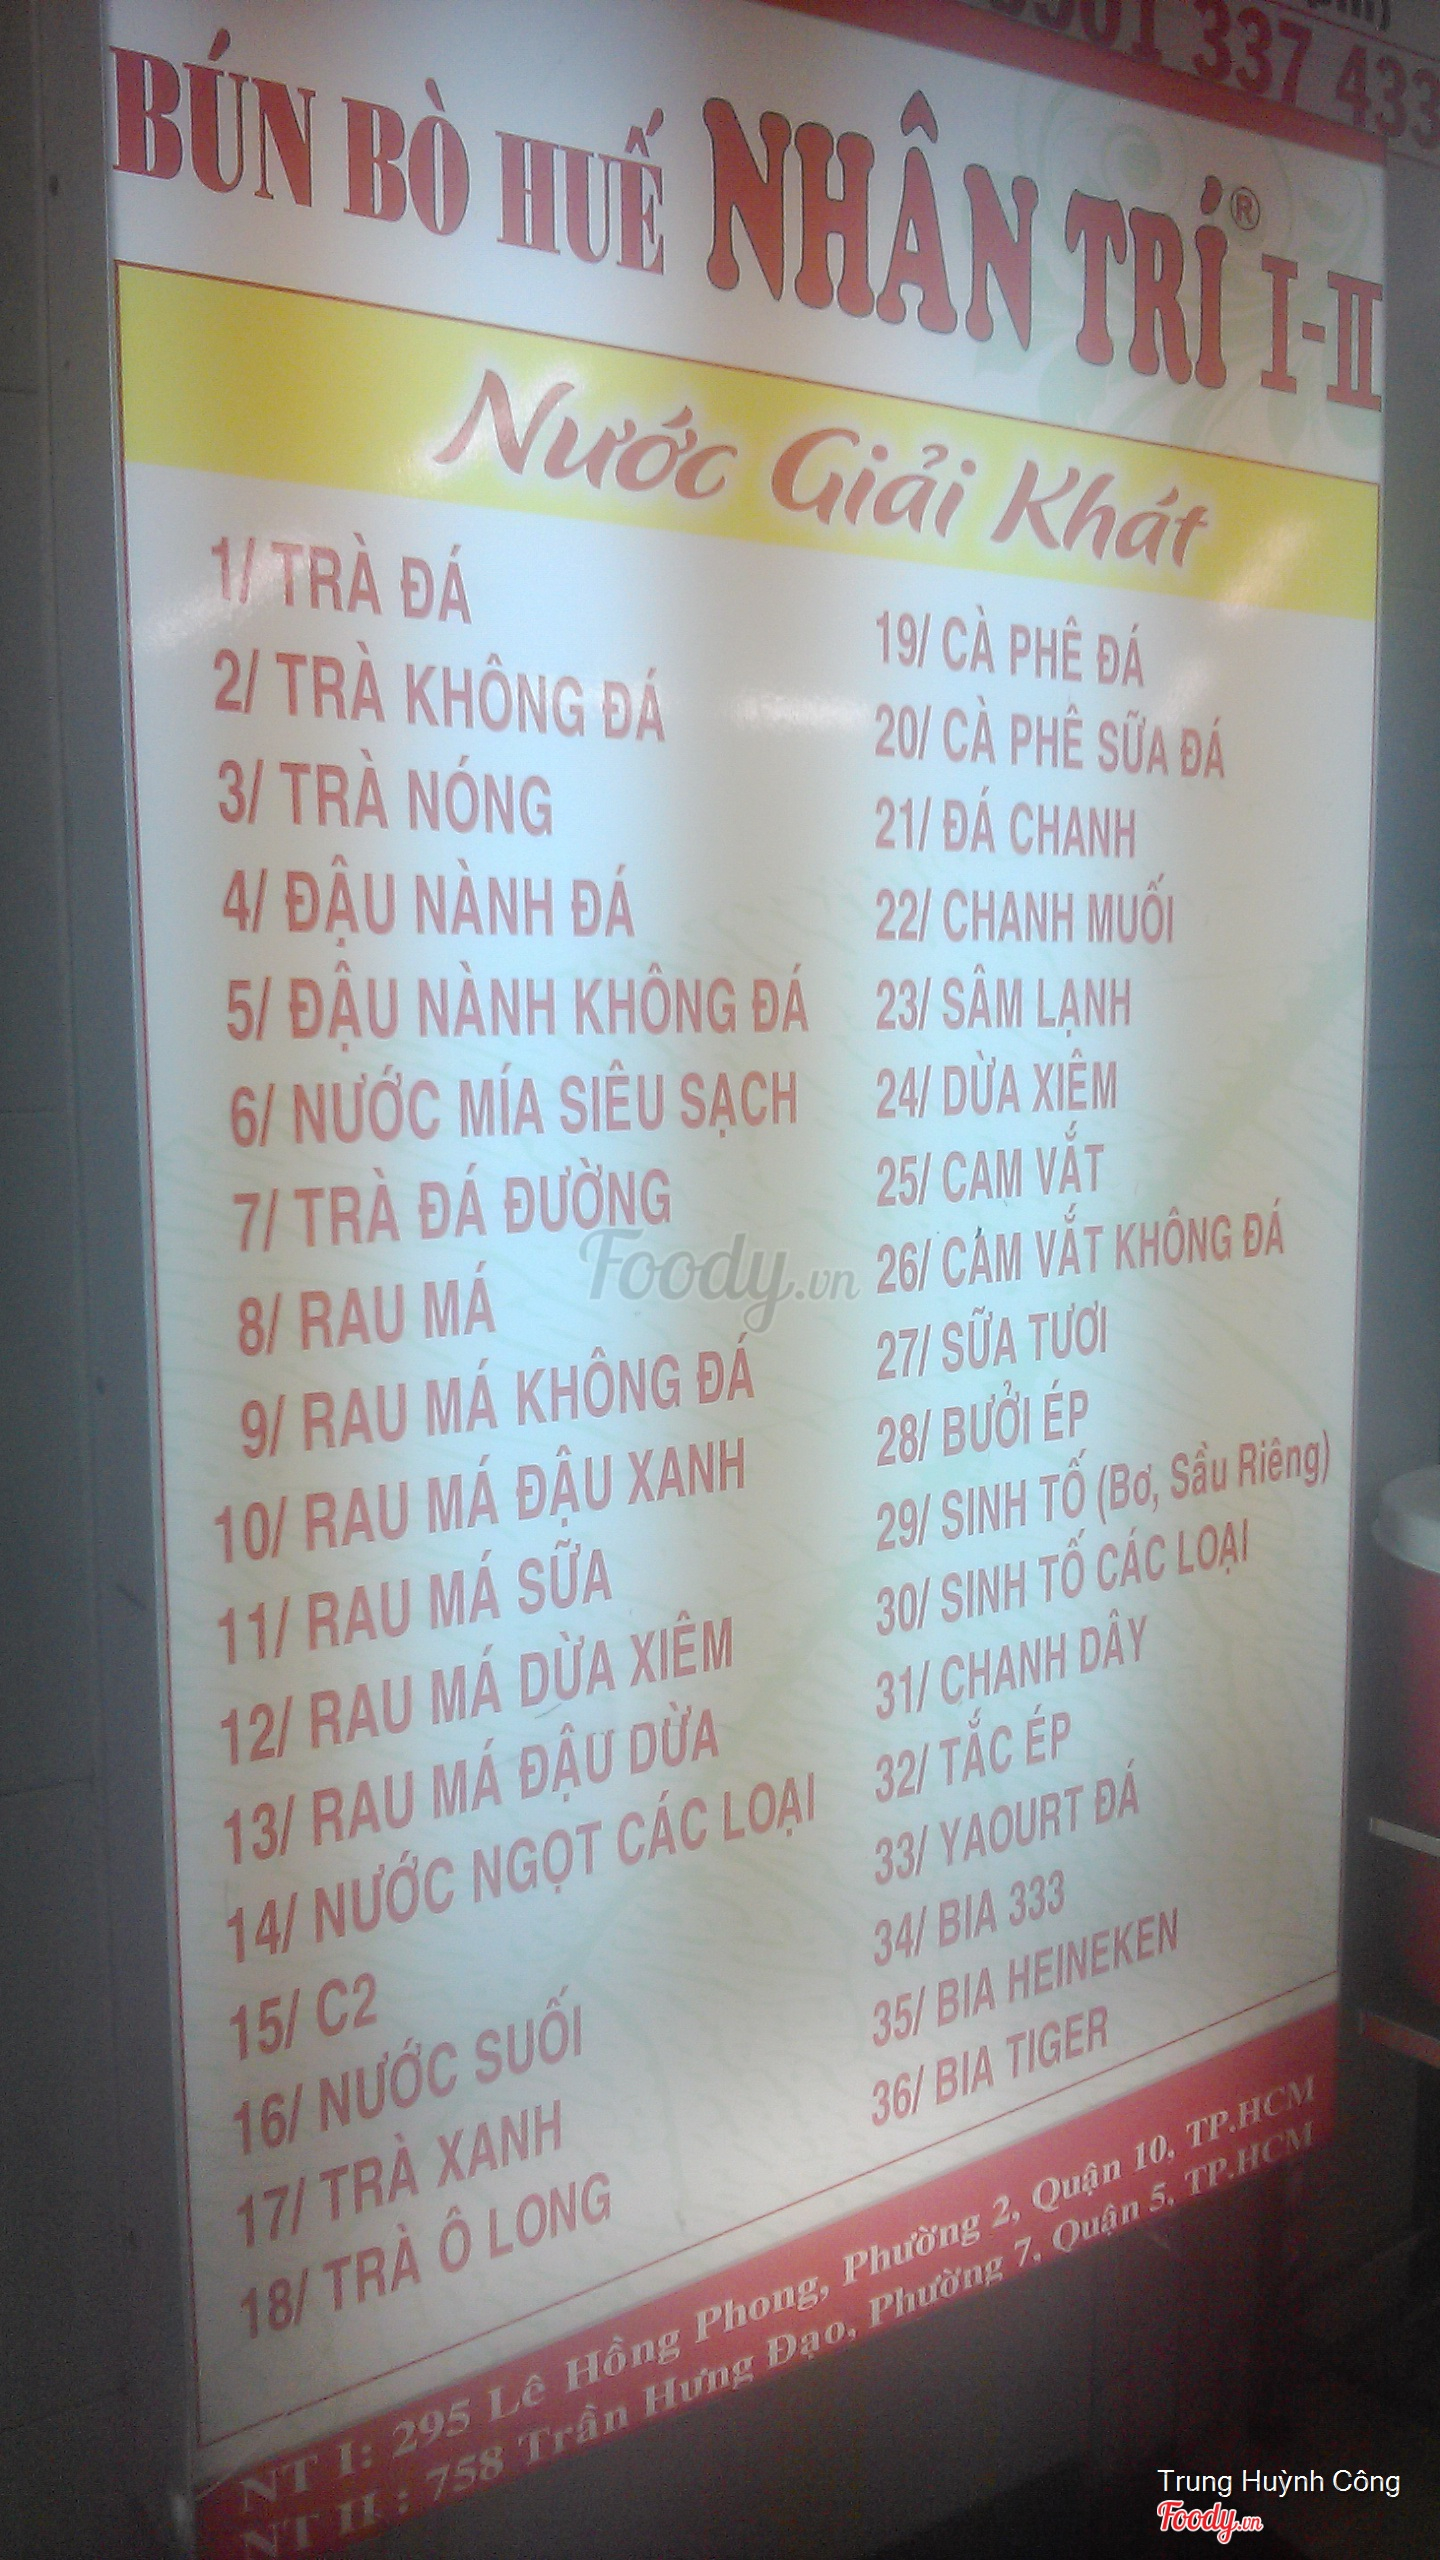 337 433
BÚN BÒ HUẾ NHÂN TRÍ® I-II
Nước Giải Khát
1/ TRÀ ĐÁ
2/ TRÀ KHÔNG ĐÁ
3/ TRÀ NÓNG
4/ ĐẬU NÀNH ĐÁ
5/ ĐẬU NÀNH KHÔNG ĐÁ
6/ NƯỚC MÍA SIÊU SẠCH
7/ TRÀ ĐÁ ĐƯỜNG
8/ RAU MÁ
9/ RAU MÁ KHÔNG ĐÁ
10/ RAU MÁ ĐẬU XANH
11/ RAU MÁ SỮA
12/ RAU MÁ DỪA XIÊM
13/ RAU MÁ ĐẬU DỪA
14/ NƯỚC NGỌT CÁC LOẠI
15/ C2
16/ NƯỚC SUỐI
17/ TRÀ XANH
18/ TRÀ Ô LONG
19/ CÀ PHÊ ĐÁ
20/ CÀ PHÊ SỮA ĐÁ
21/ ĐÁ CHANH
22/ CHANH MUỐI
23/ SÂM LẠNH
24/ DỪA XIÊM
25/ CAM VẮT
26/ CAM VẮT KHÔNG ĐÁ
27/ SỮA TƯƠI
28/ BƯỞI ÉP
29/ SINH TỐ (Bơ, Sầu Riêng)
30/ SINH TỐ CÁC LOẠI
31/ CHANH DÂY
32/ TẮC ÉP
33/ YAOURT ĐÁ
34/ BIA 333
35/ BIA HEINEKEN
36/ BIA TIGER
NT I: 295 Lê Hồng Phong, Phường 2, Quận 10, TP.HCM
NT II : 758 Trần Hưng Đạo, Phường 7, Quận 5, TP.HCM
Foody.vn
Trung Huỳnh Công
Foody.vn